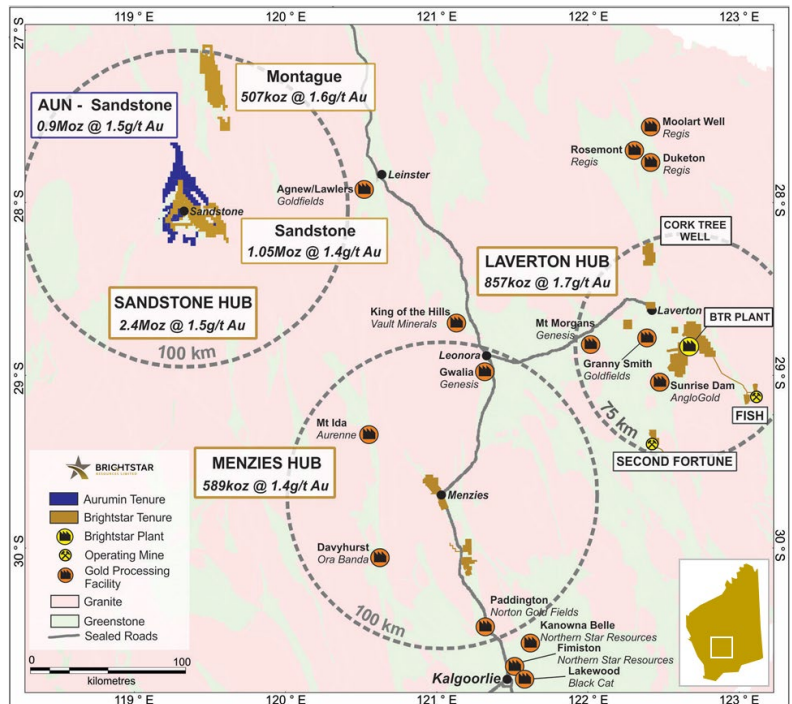 119° E
120° E
121° E
122° E
123° E
27° S
Montague
507koz @ 1.6g/t Au
AUN - Sandstone
0.9Moz @ 1.5g/t Au
Moolart Well
Regis
Rosemont
Regis
Duketon
Regis
Leinster
Agnew/Lawlers
Goldfields
28° S
28° S
Sandstone
Sandstone
1.05Moz @ 1.4g/t Au
CORK TREE
WELL
LAVERTON HUB
857koz @ 1.7g/t Au
SANDSTONE HUB
2.4Moz @ 1.5g/t Au
100 km
King of the Hills
Vault Minerals
Laverton
BTR PLANT
Mt Morgans
Genesis
Leonora
Gwalia
Genesis
Granny Smith
Goldfields
29° S
29° S
Sunrise Dam
AngloGold
FISH
75 km
Mt Ida
Aurenne
SECOND FORTUNE
MENZIES HUB
589koz @ 1.4g/t Au
BRIGHTSTAR
RESOURCES LIMITED
Menzies
Aurumin Tenure
Brightstar Tenure
Brightstar Plant
Operating Mine
Gold Processing
Facility
Granite
Greenstone
Sealed Roads
Davyhurst
Ora Banda
30° S
30° S
100 km
Paddington
Norton Gold Fields
Kanowna Belle
Northern Star Resources
Fimiston
Northern Star Resources
Lakewood
Black Cat
Kalgoorlie
0
100
kilometres
119° E
120° E
121° E
122° E
123° E